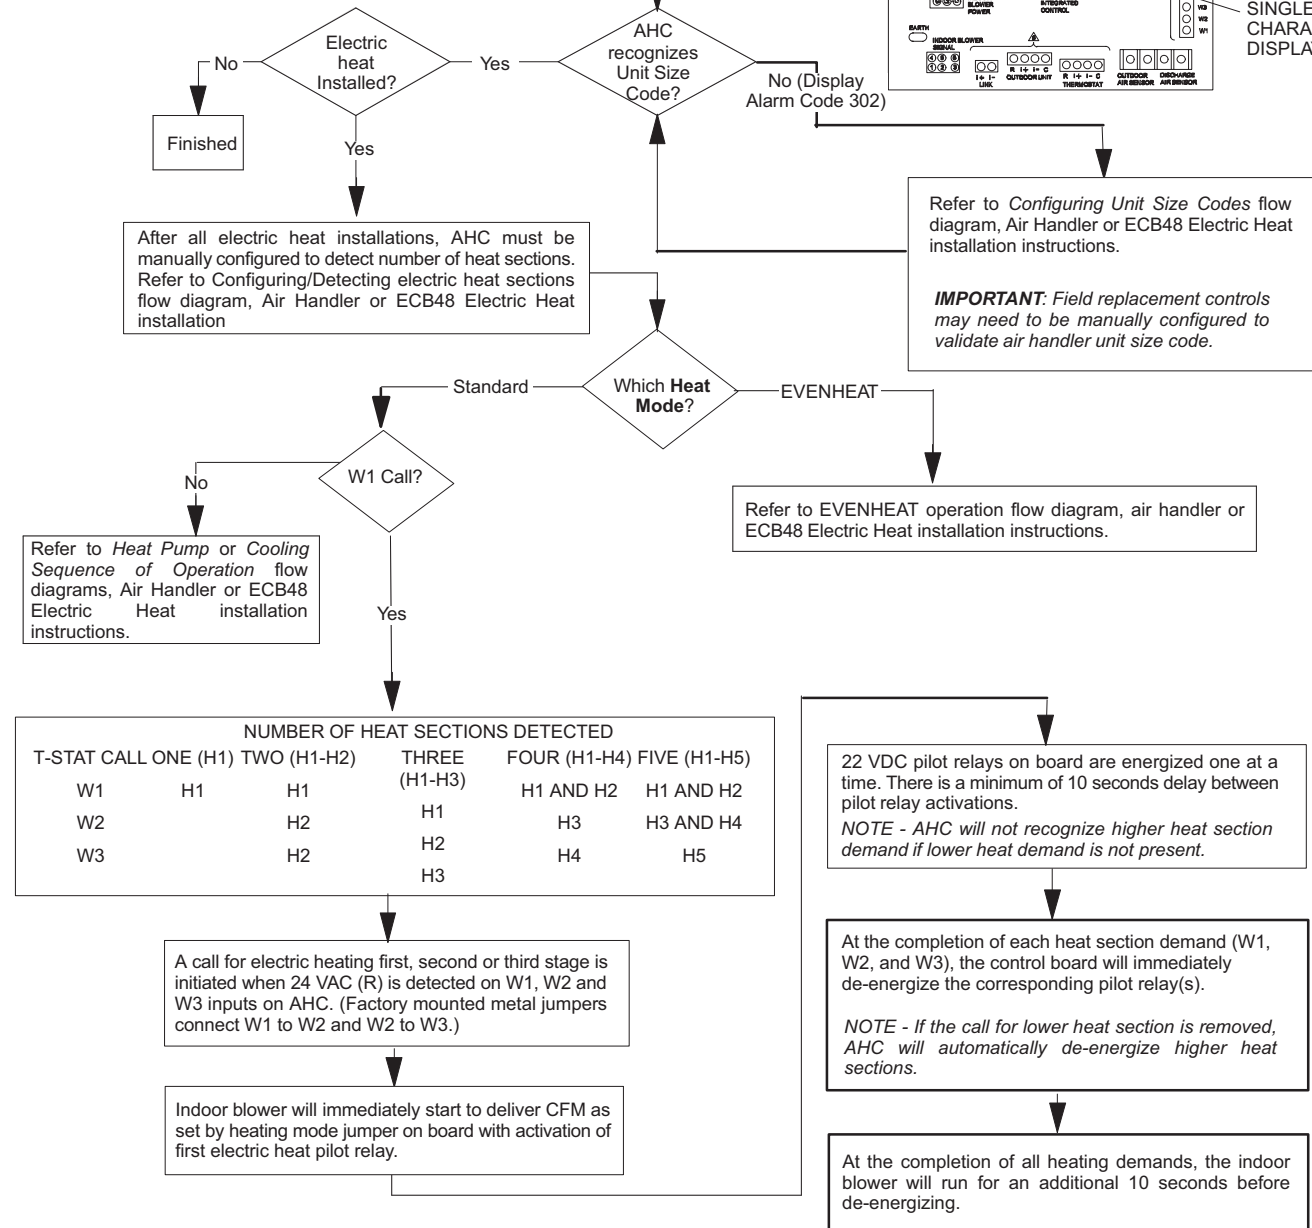 BLOWER
POWER
INTEGRATED
CONTROL
W3
W2
W1
SINGLE
CHARA
DISPLAY
EARTH
INDOOR BLOWER
SIGNAL
4 5 6
1 2 3
I+ I-
LINK
R I+ I- C
OUTDOOR UNIT
R I+ I- C
THERMOSTAT
OUTDOOR
AIR SENSOR
DISCHARGE
AIR SENSOR
Electric
heat
Installed?
No
Yes
AHC
recognizes
Unit Size
Code?
No (Display
Alarm Code 302)
Finished
Yes
Refer to Configuring Unit Size Codes flow
diagram, Air Handler or ECB48 Electric Heat
installation instructions.
IMPORTANT: Field replacement controls
may need to be manually configured to
validate air handler unit size code.
After all electric heat installations, AHC must be
manually configured to detect number of heat sections.
Refer to Configuring/Detecting electric heat sections
flow diagram, Air Handler or ECB48 Electric Heat
installation
Standard
Which Heat
Mode?
EVENHEAT
W1 Call?
No
Refer to EVENHEAT operation flow diagram, air handler or
ECB48 Electric Heat installation instructions.
Refer to Heat Pump or Cooling
Sequence of Operation flow
diagrams, Air Handler or ECB48
Electric Heat installation
instructions.
Yes
NUMBER OF HEAT SECTIONS DETECTED
T-STAT CALL ONE (H1) TWO (H1-H2) THREE (H1-H3) FOUR (H1-H4) FIVE (H1-H5)
W1 H1 H1 H1 H1 AND H2 H1 AND H2
W2 H2 H2 H3 H3 AND H4
W3 H2 H3 H4 H5
A call for electric heating first, second or third stage is
initiated when 24 VAC (R) is detected on W1, W2 and
W3 inputs on AHC. (Factory mounted metal jumpers
connect W1 to W2 and W2 to W3.)
Indoor blower will immediately start to deliver CFM as
set by heating mode jumper on board with activation of
first electric heat pilot relay.
22 VDC pilot relays on board are energized one at a
time. There is a minimum of 10 seconds delay between
pilot relay activations.
NOTE - AHC will not recognize higher heat section
demand if lower heat demand is not present.
At the completion of each heat section demand (W1,
W2, and W3), the control board will immediately
de-energize the corresponding pilot relay(s).
NOTE - If the call for lower heat section is removed,
AHC will automatically de-energize higher heat
sections.
At the completion of all heating demands, the indoor
blower will run for an additional 10 seconds before
de-energizing.